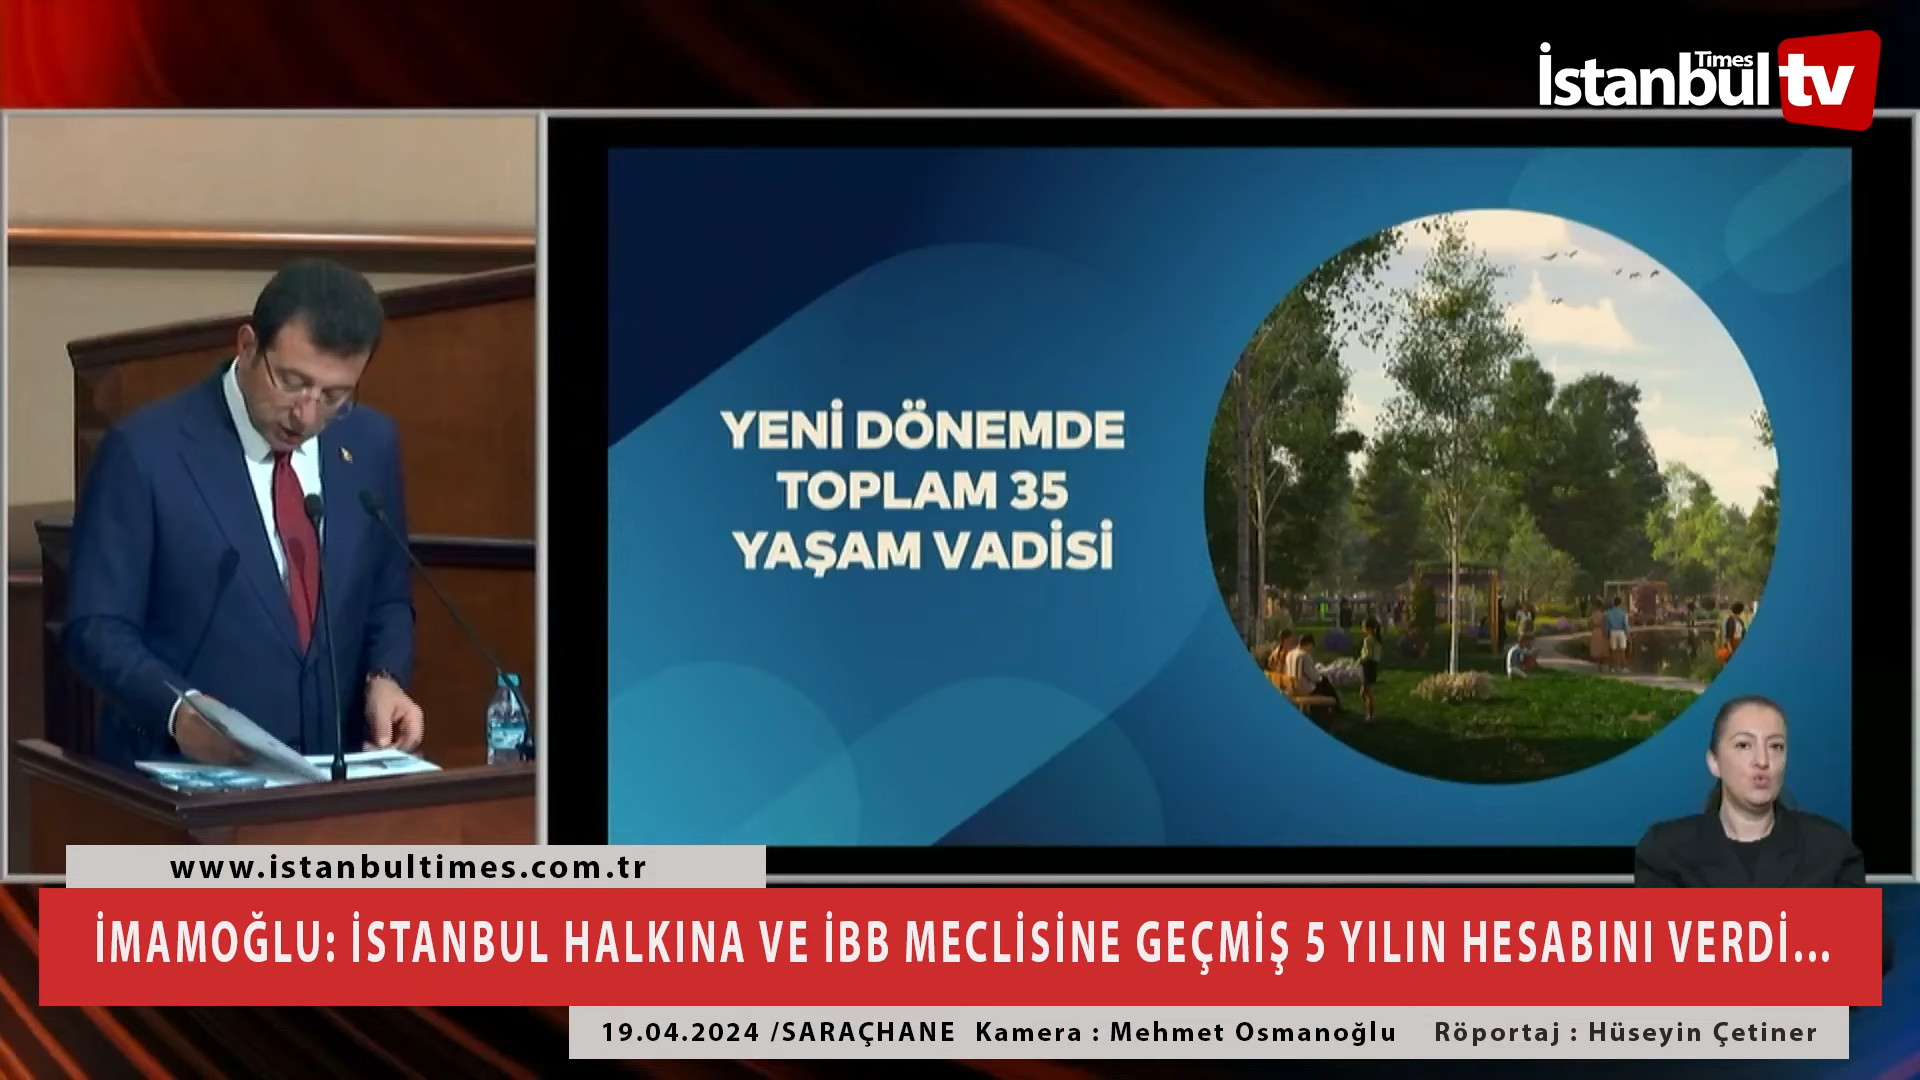 İstanbul Times tv
YENİ DÖNEMDE
TOPLAM 35
YAŞAM VADİSİ
www.istanbultimes.com.tr
İMAMOĞLU: İSTANBUL HALKINA VE İBB MECLİSİNE GEÇMİŞ 5 YILIN HESABINI VERDİ...
19.04.2024 /SARAÇHANE Kamera : Mehmet Osmanoğlu Röportaj : Hüseyin Çetiner